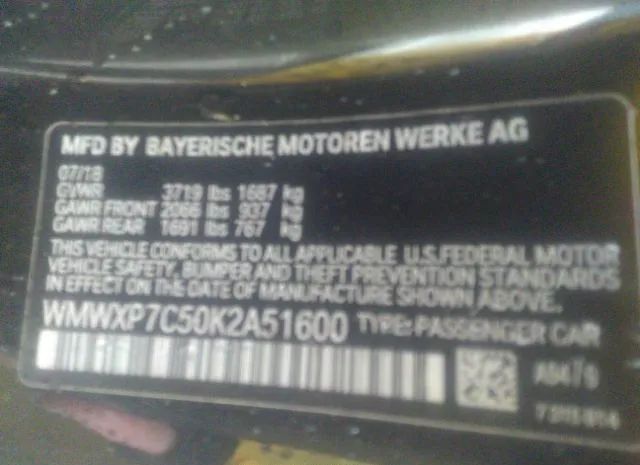 MFD BY BAYERISCHE MOTOREN WERKE AG
07/18
GVWR 3719 lbs 1687 kg
GAWR FRONT 2066 lbs 937 kg
GAWR REAR 1691 lbs 767 kg
THIS VEHICLE CONFORMS TO ALL APPLICABLE U.S.FEDERAL MOTOR
VEHICLE SAFETY, BUMPER AND THEFT PREVENTION STANDARDS
IN EFFECT ON THE DATE OF MANUFACTURE SHOWN ABOVE.
WMWXP7C50K2A51600 TYPE: PASSENGER CAR